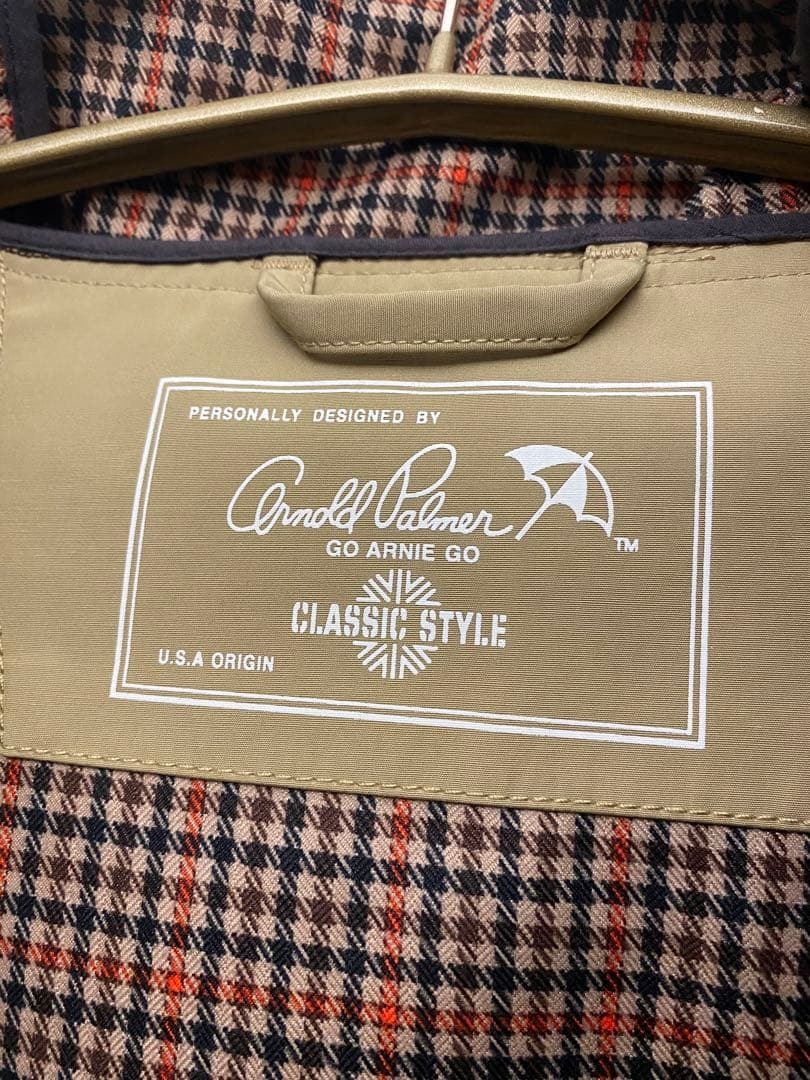 PERSONALLY DESIGNED BY
Arnold Palmer
TM
GO ARNIE GO
CLASSIC STYLE
U.S.A ORIGIN